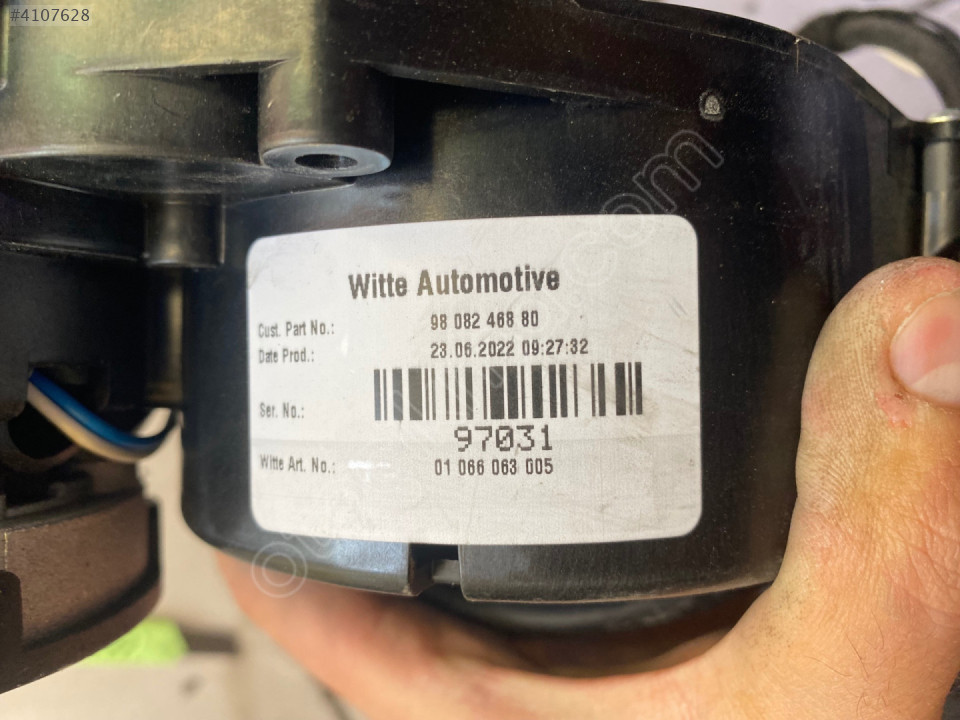 #4107628
Witte Automotive
Cust. Part No.: 98 082 468 80
Date Prod.: 23.06.2022 09:27:32
Ser. No.:
97031
Witte Art. No.: 01 066 063 005